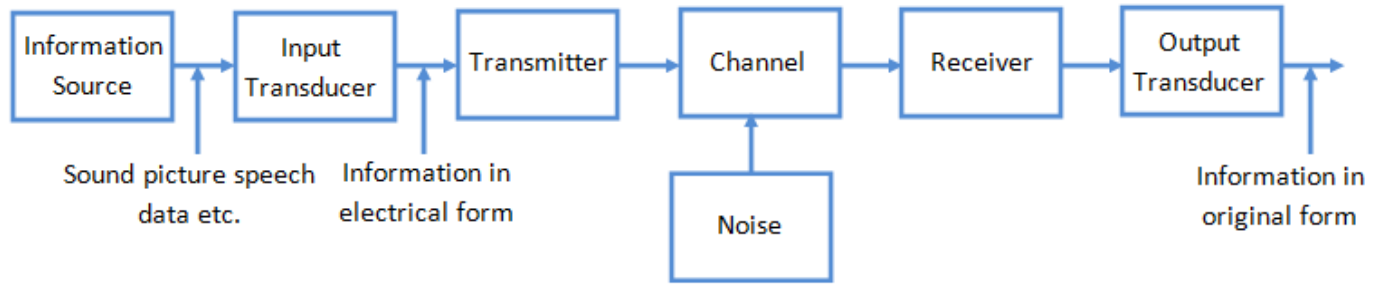 Information
Source
Input
Transducer
Transmitter
Channel
Receiver
Output
Transducer
Sound picture speech
data etc.
Information in
electrical form
Noise
Information in
original form